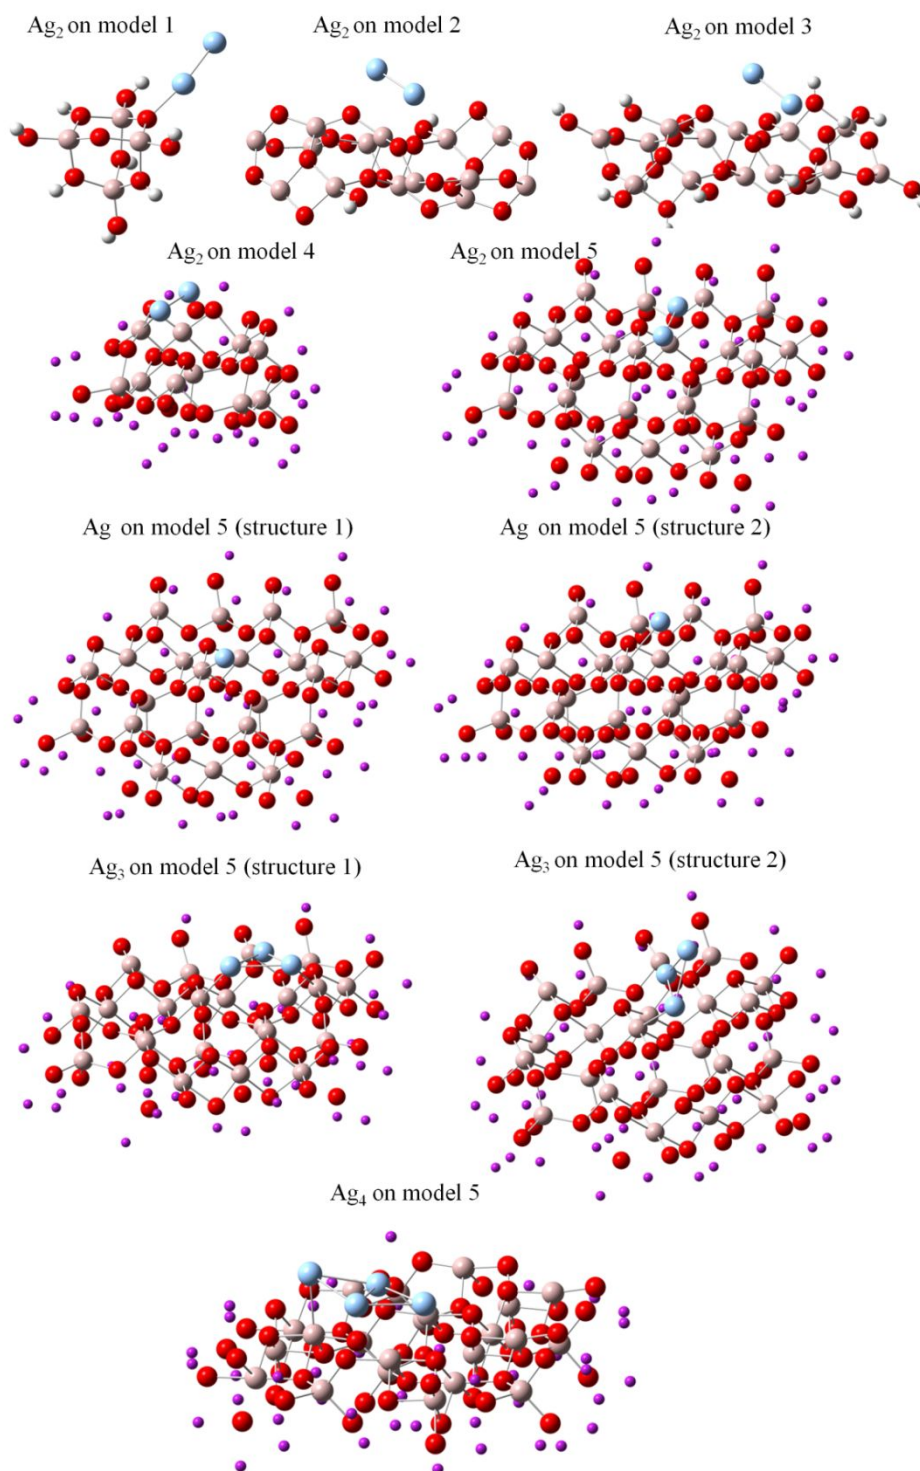 Ag₂ on model 1
Ag₂ on model 2
Ag₂ on model 3
Ag₂ on model 4
Ag₂ on model 5
Ag on model 5 (structure 1)
Ag on model 5 (structure 2)
Ag₃ on model 5 (structure 1)
Ag₃ on model 5 (structure 2)
Ag₄ on model 5